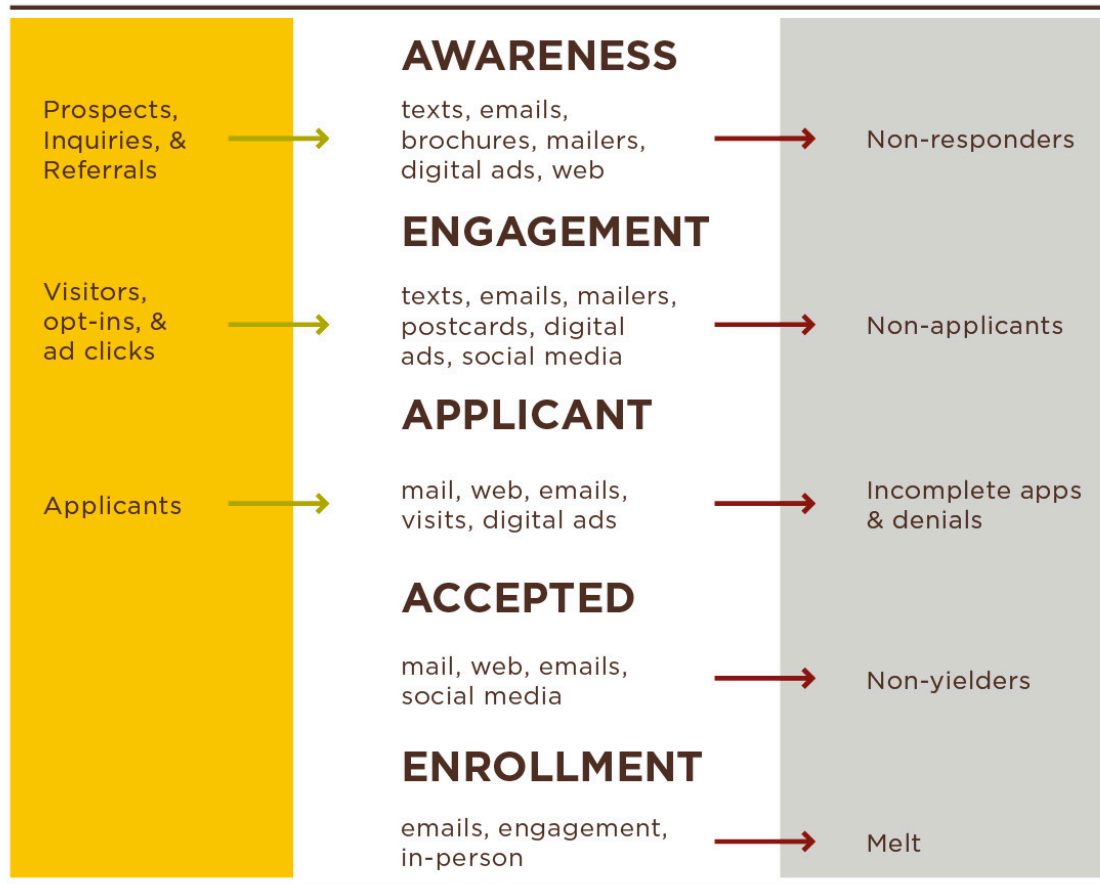 AWARENESS
Prospects,
Inquiries, &
Referrals
texts, emails,
brochures, mailers,
digital ads, web
Non-responders
ENGAGEMENT
Visitors,
opt-ins, &
ad clicks
texts, emails, mailers,
postcards, digital
ads, social media
Non-applicants
APPLICANT
Applicants
mail, web, emails,
visits, digital ads
Incomplete apps
& denials
ACCEPTED
mail, web, emails,
social media
Non-yielders
ENROLLMENT
emails, engagement,
in-person
Melt